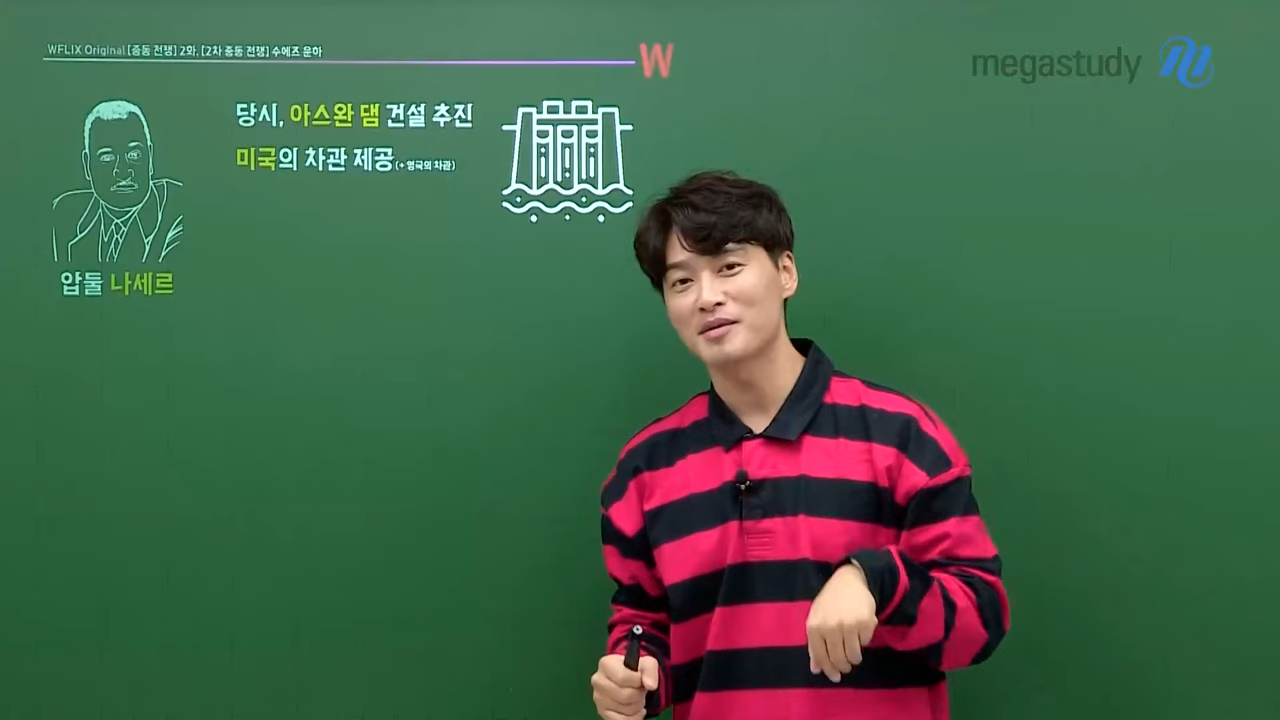 WFLIX Original [중동 전쟁] 2화, [2차 중동 전쟁] 수에즈 운하
W
megastudy
당시, 아스완 댐 건설 추진
미국의 차관 제공(+ 영국의 차관)
압둘 나세르